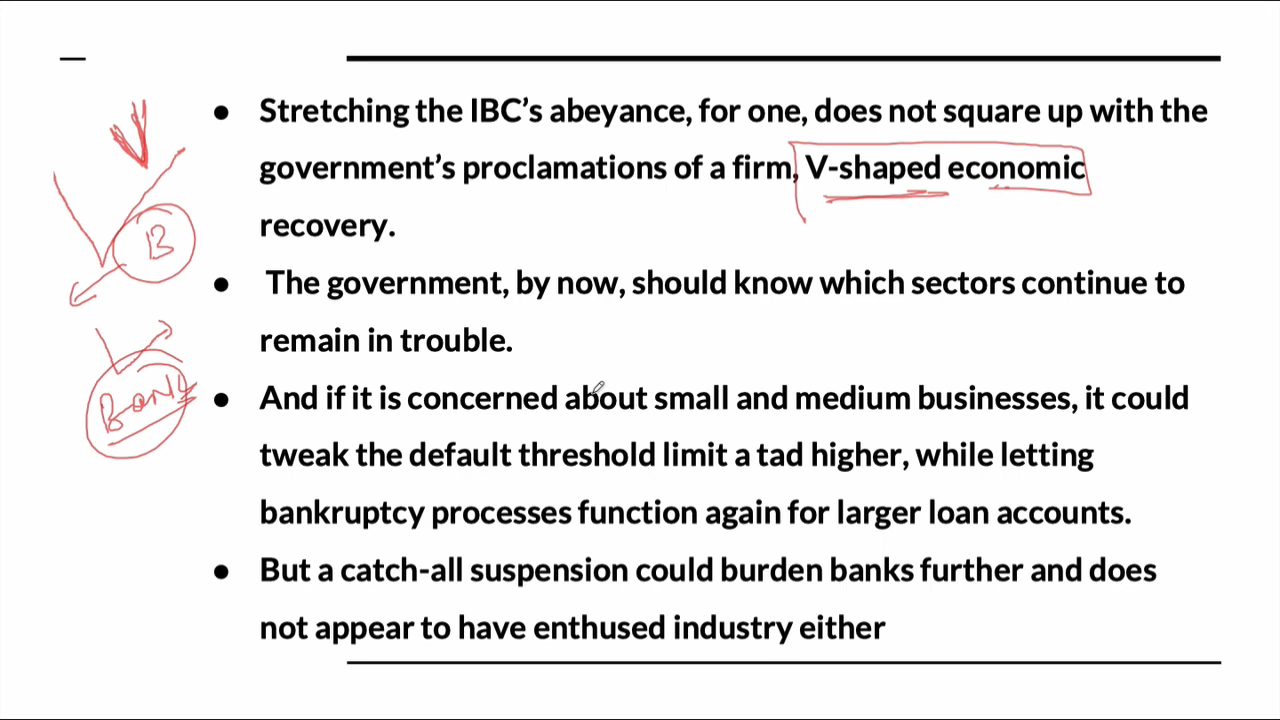 ● Stretching the IBC's abeyance, for one, does not square up with the
government's proclamations of a firm, V-shaped economic
recovery.
● The government, by now, should know which sectors continue to
remain in trouble.
● And if it is concerned about small and medium businesses, it could
tweak the default threshold limit a tad higher, while letting
bankruptcy processes function again for larger loan accounts.
● But a catch-all suspension could burden banks further and does
not appear to have enthused industry either
V
B
Bank